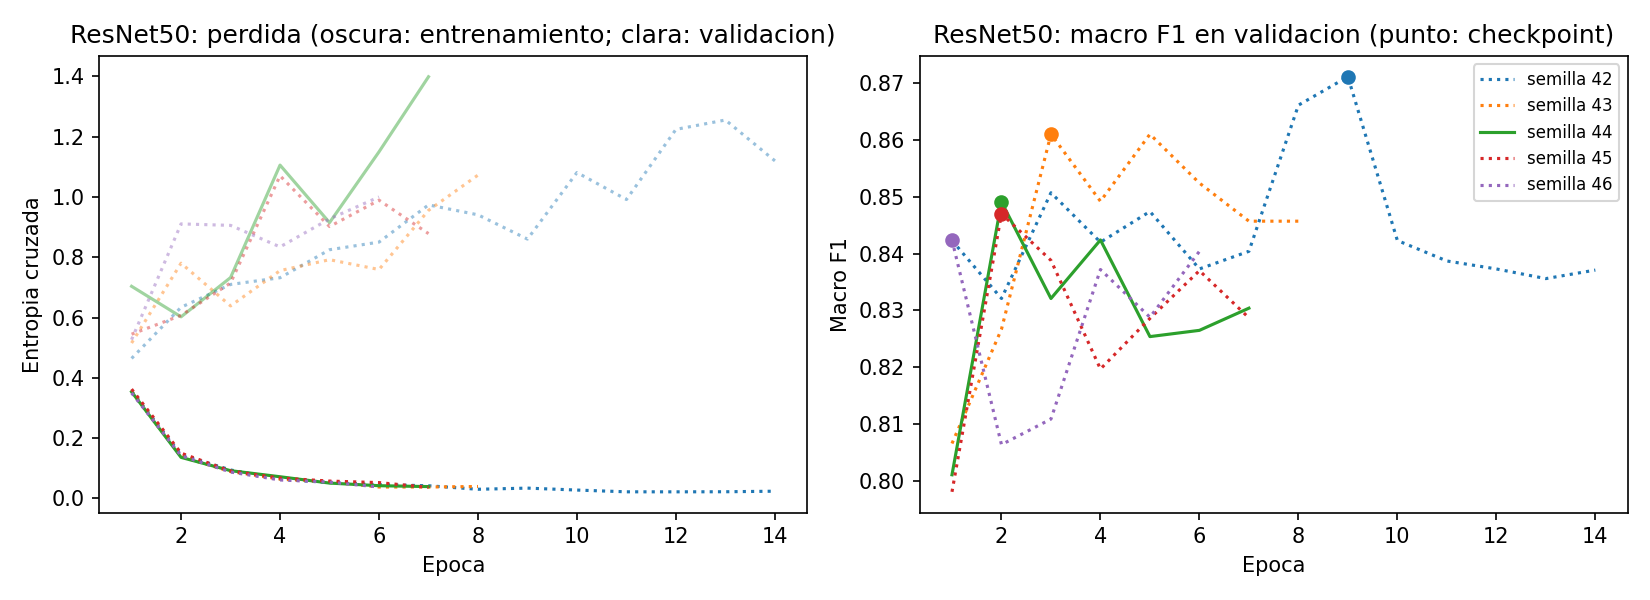 ResNet50: perdida (oscura: entrenamiento; clara: validacion)
Entropia cruzada
1.4
1.2
1.0
0.8
0.6
0.4
0.2
0.0
2 4 6 8 10 12 14
Epoca
ResNet50: macro F1 en validacion (punto: checkpoint)
Macro F1
0.87
0.86
0.85
0.84
0.83
0.82
0.81
0.80
semilla 42
semilla 43
semilla 44
semilla 45
semilla 46
2 4 6 8 10 12 14
Epoca